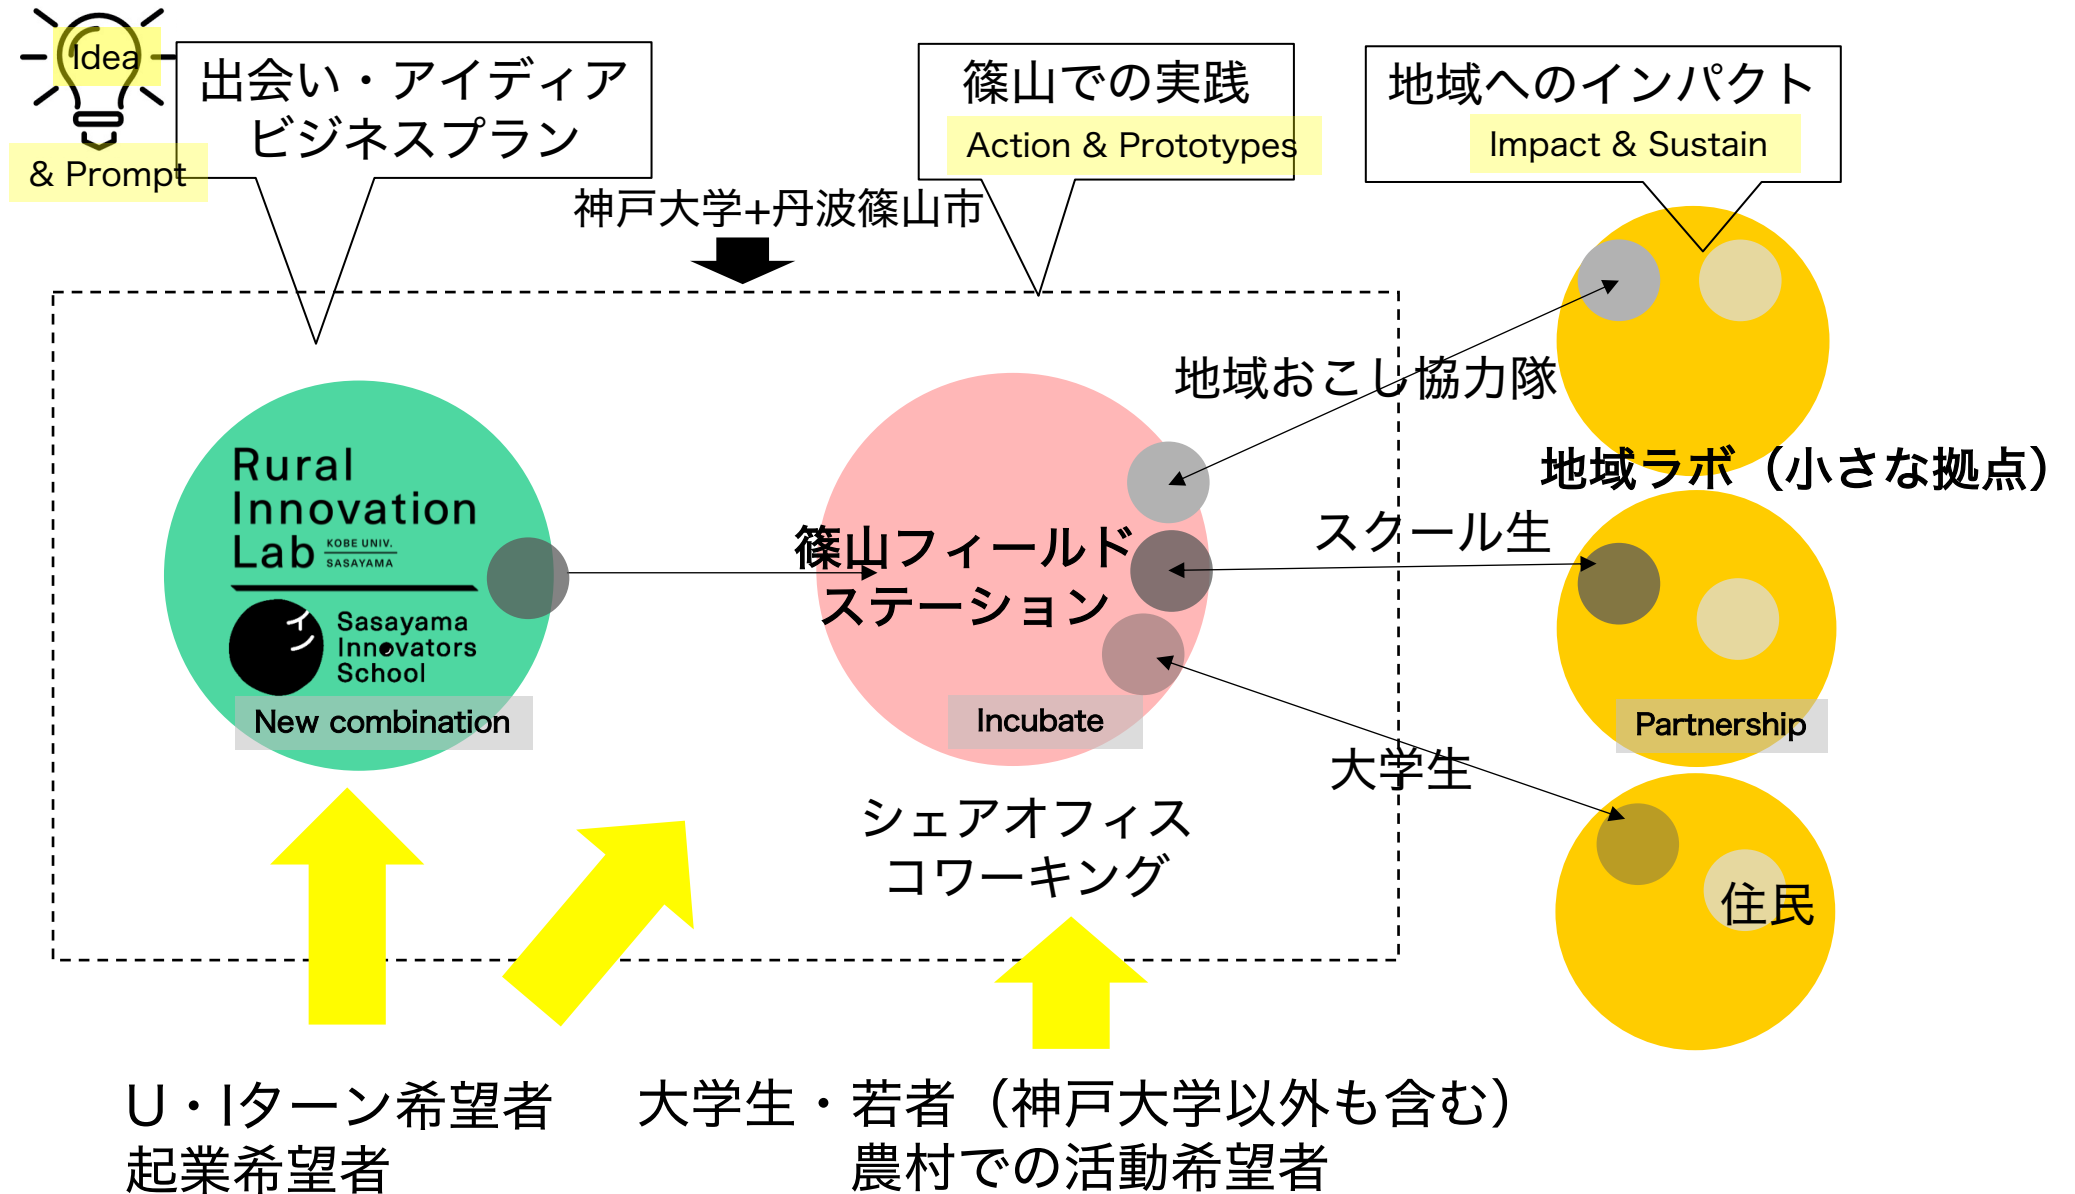 Idea
& Prompt
出会い・アイディア
ビジネスプラン
篠山での実践
Action & Prototypes
地域へのインパクト
Impact & Sustain
神戸大学+丹波篠山市
Rural
Innovation
Lab
KOBE UNIV.
SASAYAMA
イン
Sasayama
Innovators
School
New combination
篠山フィールド
ステーション
Incubate
シェアオフィス
コワーキング
地域おこし協力隊
スクール生
大学生
地域ラボ（小さな拠点）
Partnership
住民
U・Iターン希望者
起業希望者
大学生・若者（神戸大学以外も含む）
農村での活動希望者